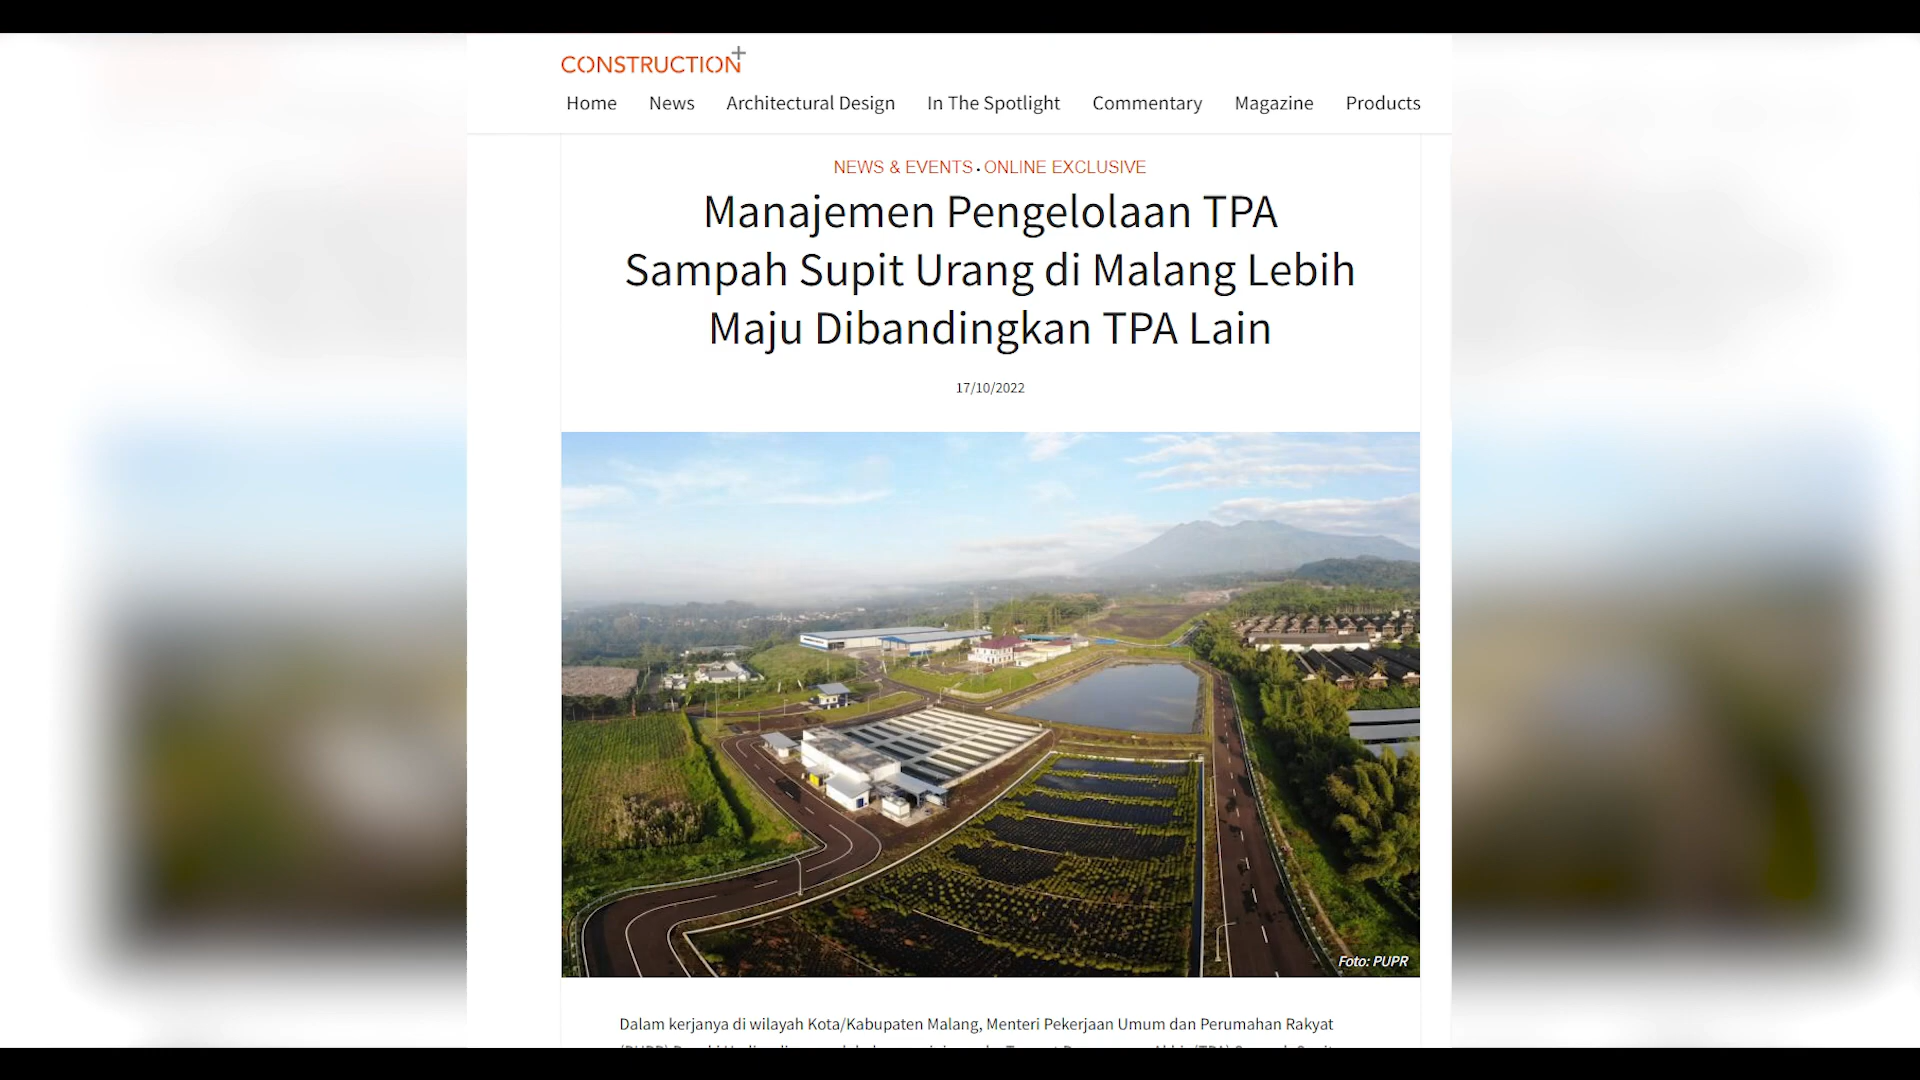 CONSTRUCTION+
Home News Architectural Design In The Spotlight Commentary Magazine Products
NEWS & EVENTS • ONLINE EXCLUSIVE
Manajemen Pengelolaan TPA
Sampah Supit Urang di Malang Lebih
Maju Dibandingkan TPA Lain
17/10/2022
Foto: PUPR
Dalam kerjanya di wilayah Kota/Kabupaten Malang, Menteri Pekerjaan Umum dan Perumahan Rakyat